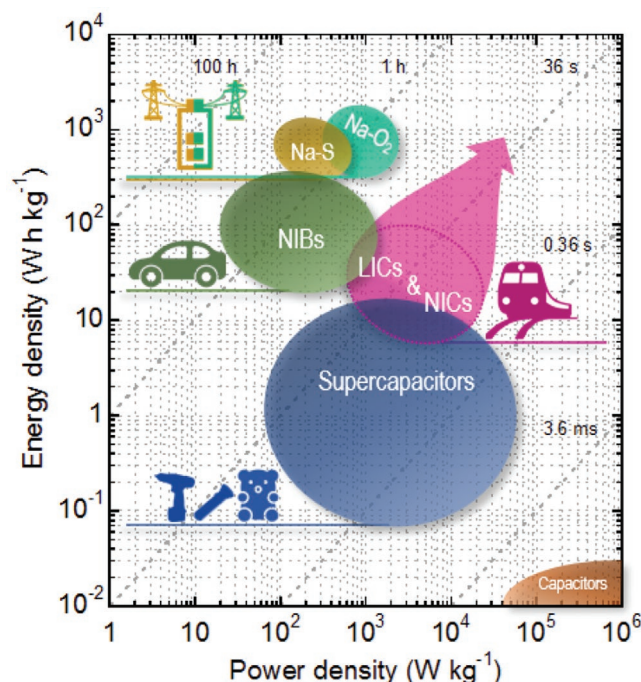 Energy density (W h kg⁻¹)
10⁴
10³
10²
10
1
10⁻¹
10⁻²
100 h
1 h
36 s
0.36 s
3.6 ms
Na-S
Na-O₂
NIBs
LICs
&
NICs
Supercapacitors
Capacitors
1
10
10²
10³
10⁴
10⁵
10⁶
Power density (W kg⁻¹)